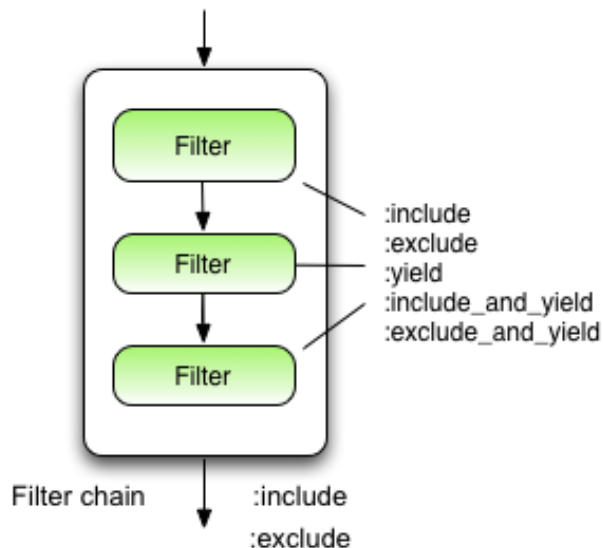 Filter
:include
:exclude
Filter
:yield
:include_and_yield
:exclude_and_yield
Filter
Filter chain
:include
:exclude